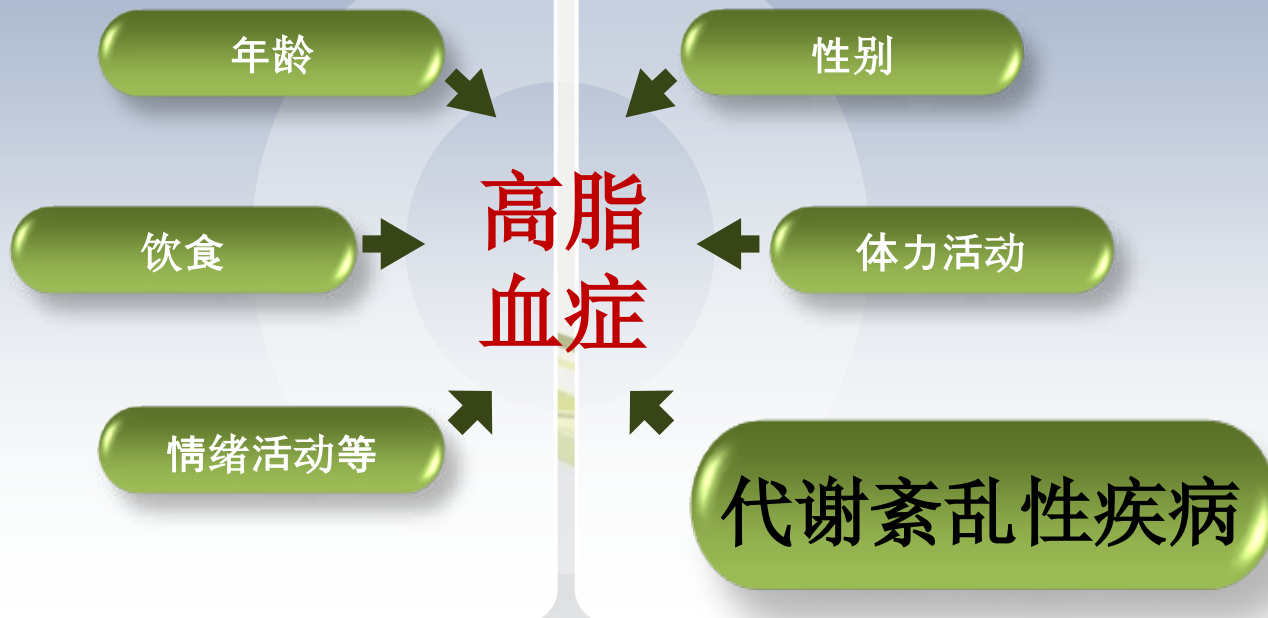 年龄
性别
高脂
血症
饮食
体力活动
情绪活动等
代谢紊乱性疾病